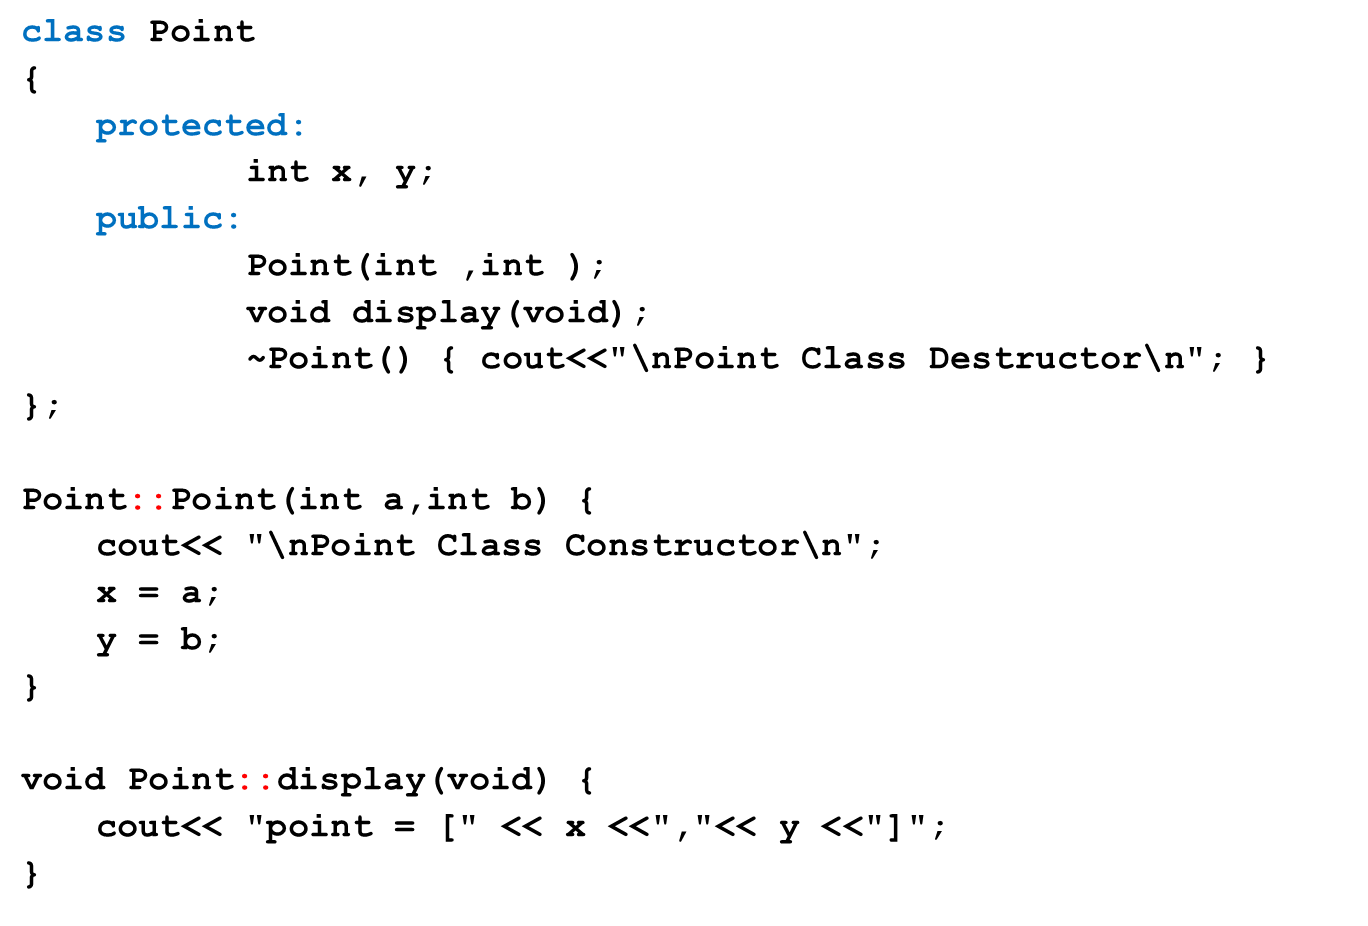 class Point
{
protected:
int x, y;
public:
Point(int ,int );
void display(void);
~Point() { cout<<"\nPoint Class Destructor\n"; }
};
Point::Point(int a,int b) {
cout<< "\nPoint Class Constructor\n";
x = a;
y = b;
}
void Point::display(void) {
cout<< "point = [" << x <<","<< y <<"]";
}